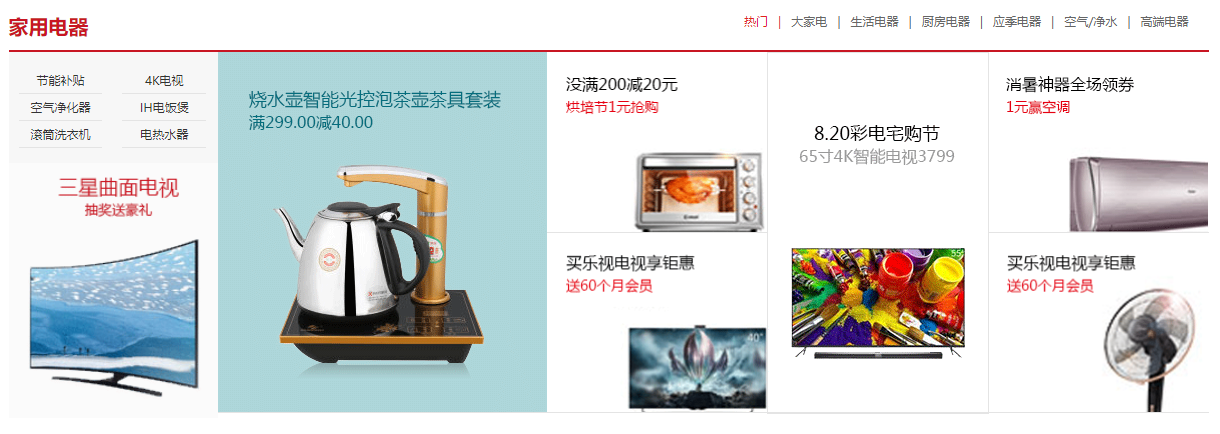 家用电器
热门 | 大家电 | 生活电器 | 厨房电器 | 应季电器 | 空气/净水 | 高端电器
节能补贴 4K电视
空气净化器 IH电饭煲
滚筒洗衣机 电热水器
三星曲面电视
抽奖送豪礼
烧水壶智能光控泡茶壶茶具套装
满299.00减40.00
没满200减20元
烘培节1元抢购
买乐视电视享钜惠
送60个月会员
40"
8.20彩电宅购节
65寸4K智能电视3799
55"
消暑神器全场领券
1元赢空调
买乐视电视享钜惠
送60个月会员